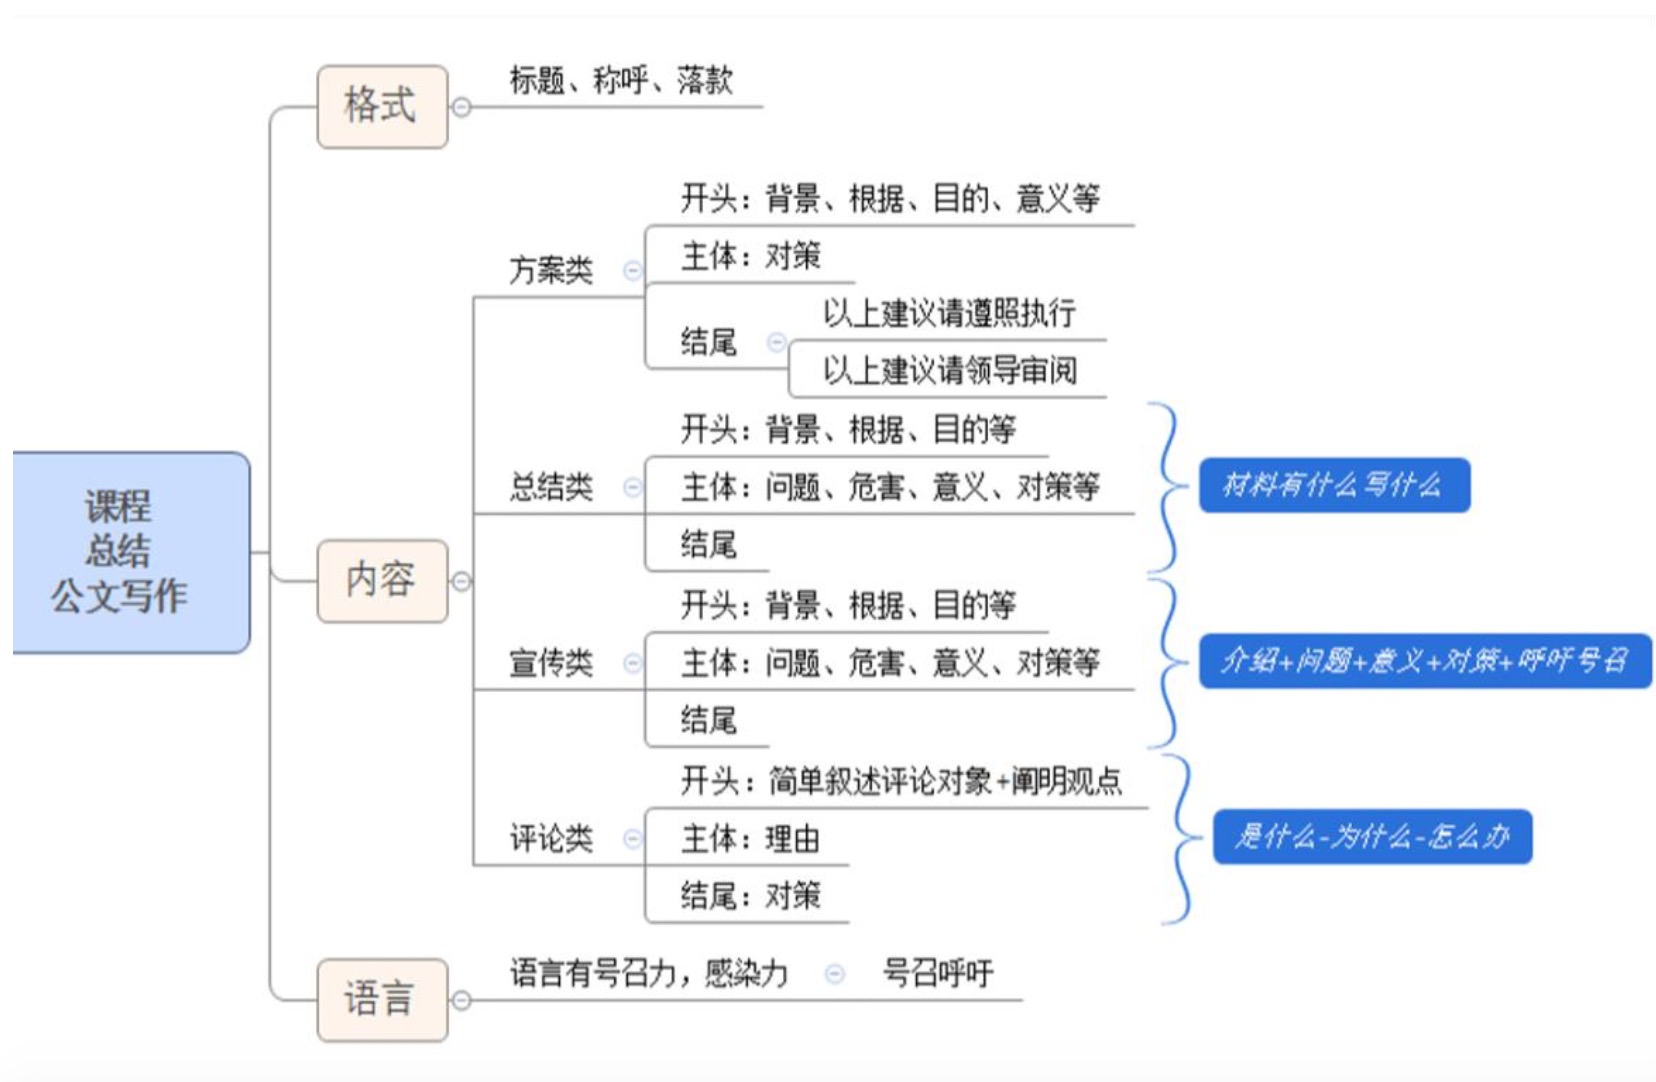 课程
总结
公文写作
格式
标题、称呼、落款
内容
方案类
开头：背景、根据、目的、意义等
主体：对策
结尾
以上建议请遵照执行
以上建议请领导审阅
总结类
开头：背景、根据、目的等
主体：问题、危害、意义、对策等
结尾
材料有什么写什么
宣传类
开头：背景、根据、目的等
主体：问题、危害、意义、对策等
结尾
介绍+问题+意义+对策+呼吁号召
评论类
开头：简单叙述评论对象+阐明观点
主体：理由
结尾：对策
是什么-为什么-怎么办
语言
语言有号召力，感染力
号召呼吁